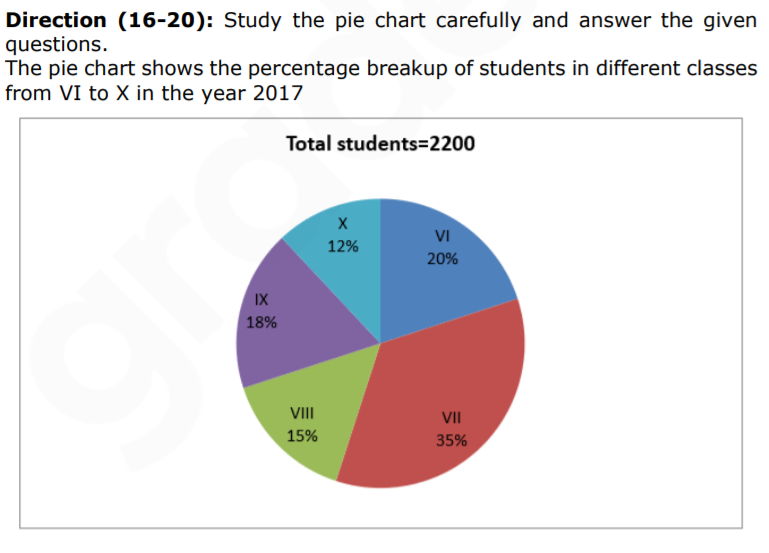 Direction (16-20): Study the pie chart carefully and answer the given
questions.
The pie chart shows the percentage breakup of students in different classes
from VI to X in the year 2017
Total students=2200
X
12%
VI
20%
IX
18%
VIII
15%
VII
35%